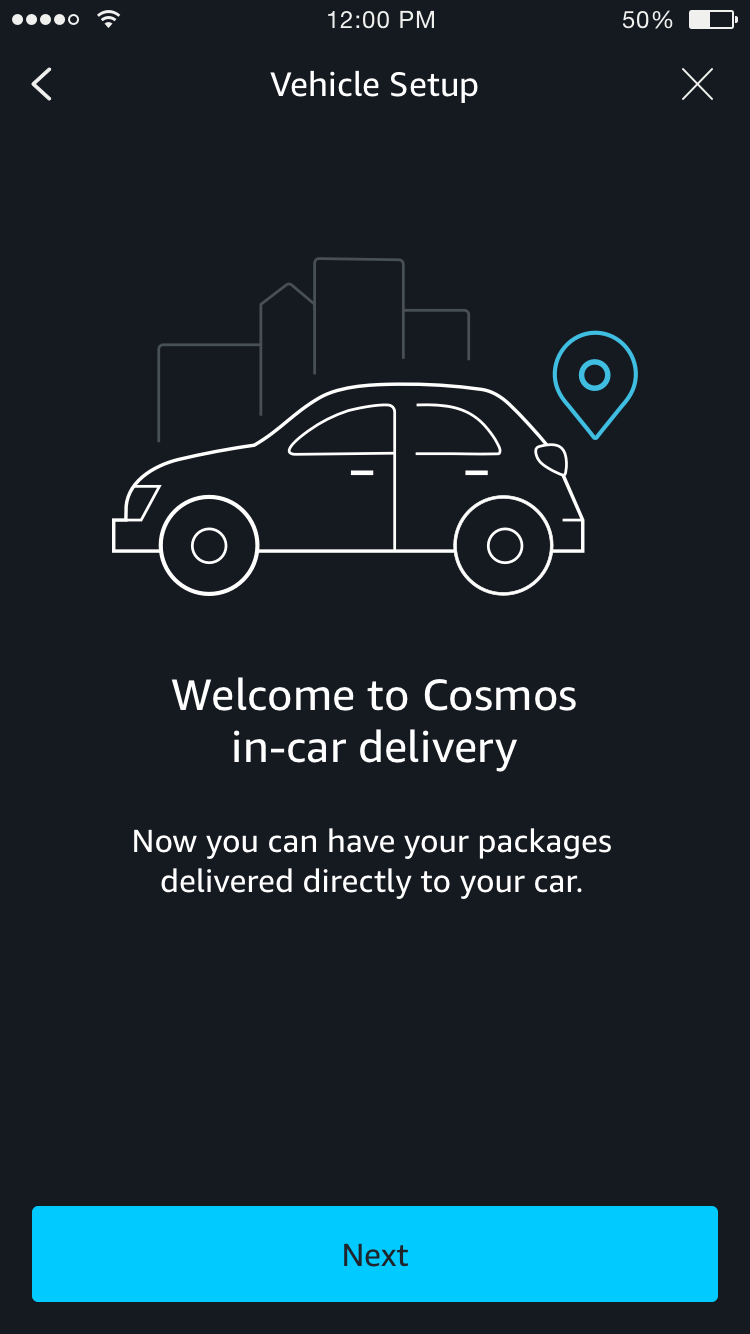 12:00 PM 50%
Vehicle Setup
Welcome to Cosmos
in-car delivery
Now you can have your packages
delivered directly to your car.
Next